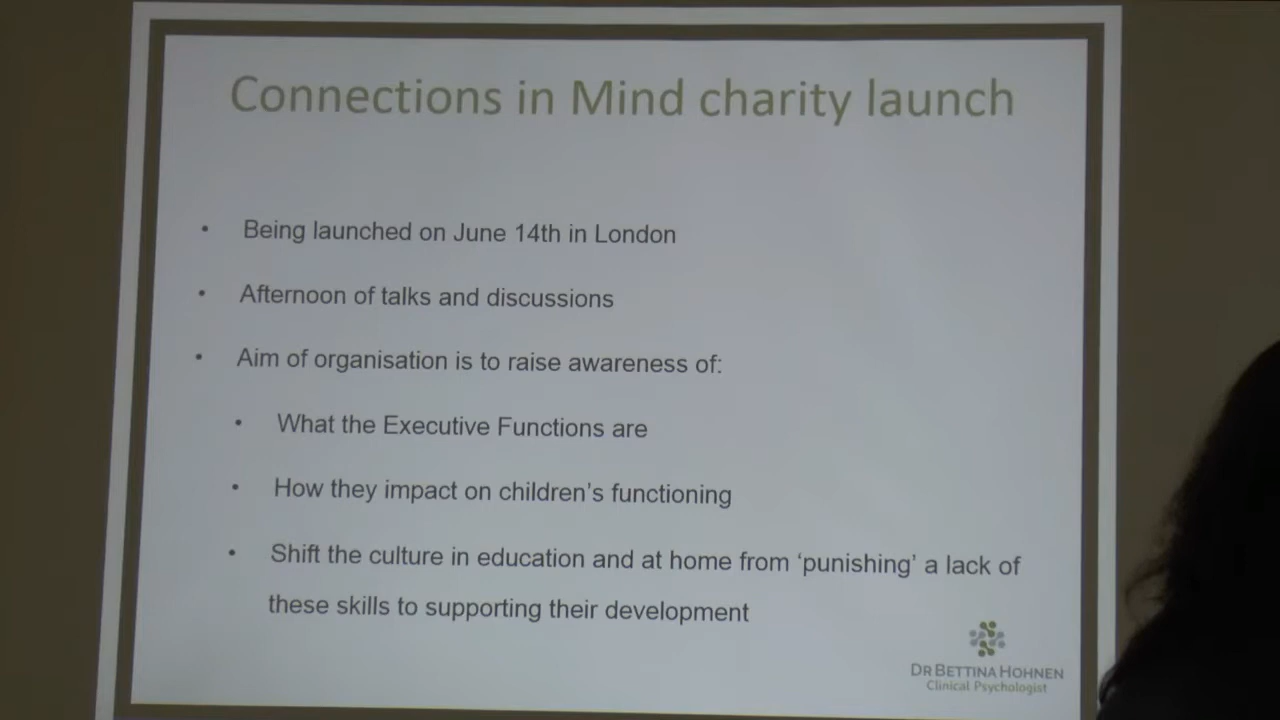 Connections in Mind charity launch
• Being launched on June 14th in London
• Afternoon of talks and discussions
• Aim of organisation is to raise awareness of:
• What the Executive Functions are
• How they impact on children's functioning
• Shift the culture in education and at home from ‘punishing’ a lack of
these skills to supporting their development
DR BETTINA HOHNEN
Clinical Psychologist